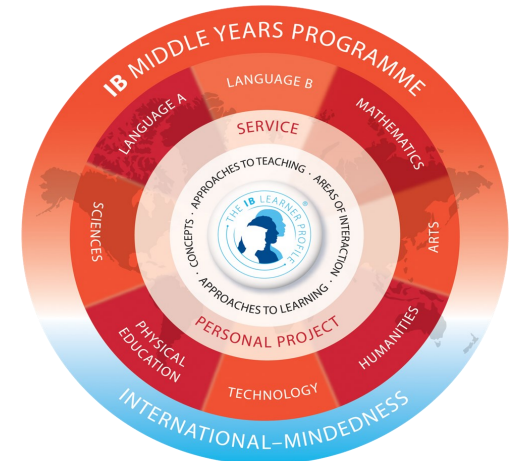 IB MIDDLE YEARS PROGRAMME
LANGUAGE A
LANGUAGE B
MATHEMATICS
SCIENCES
ARTS
PHYSICAL EDUCATION
TECHNOLOGY
HUMANITIES
SERVICE
PERSONAL PROJECT
CONCEPTS · APPROACHES TO TEACHING · AREAS OF INTERACTION · APPROACHES TO LEARNING ·
THE IB LEARNER PROFILE
®
INTERNATIONAL–MINDEDNESS